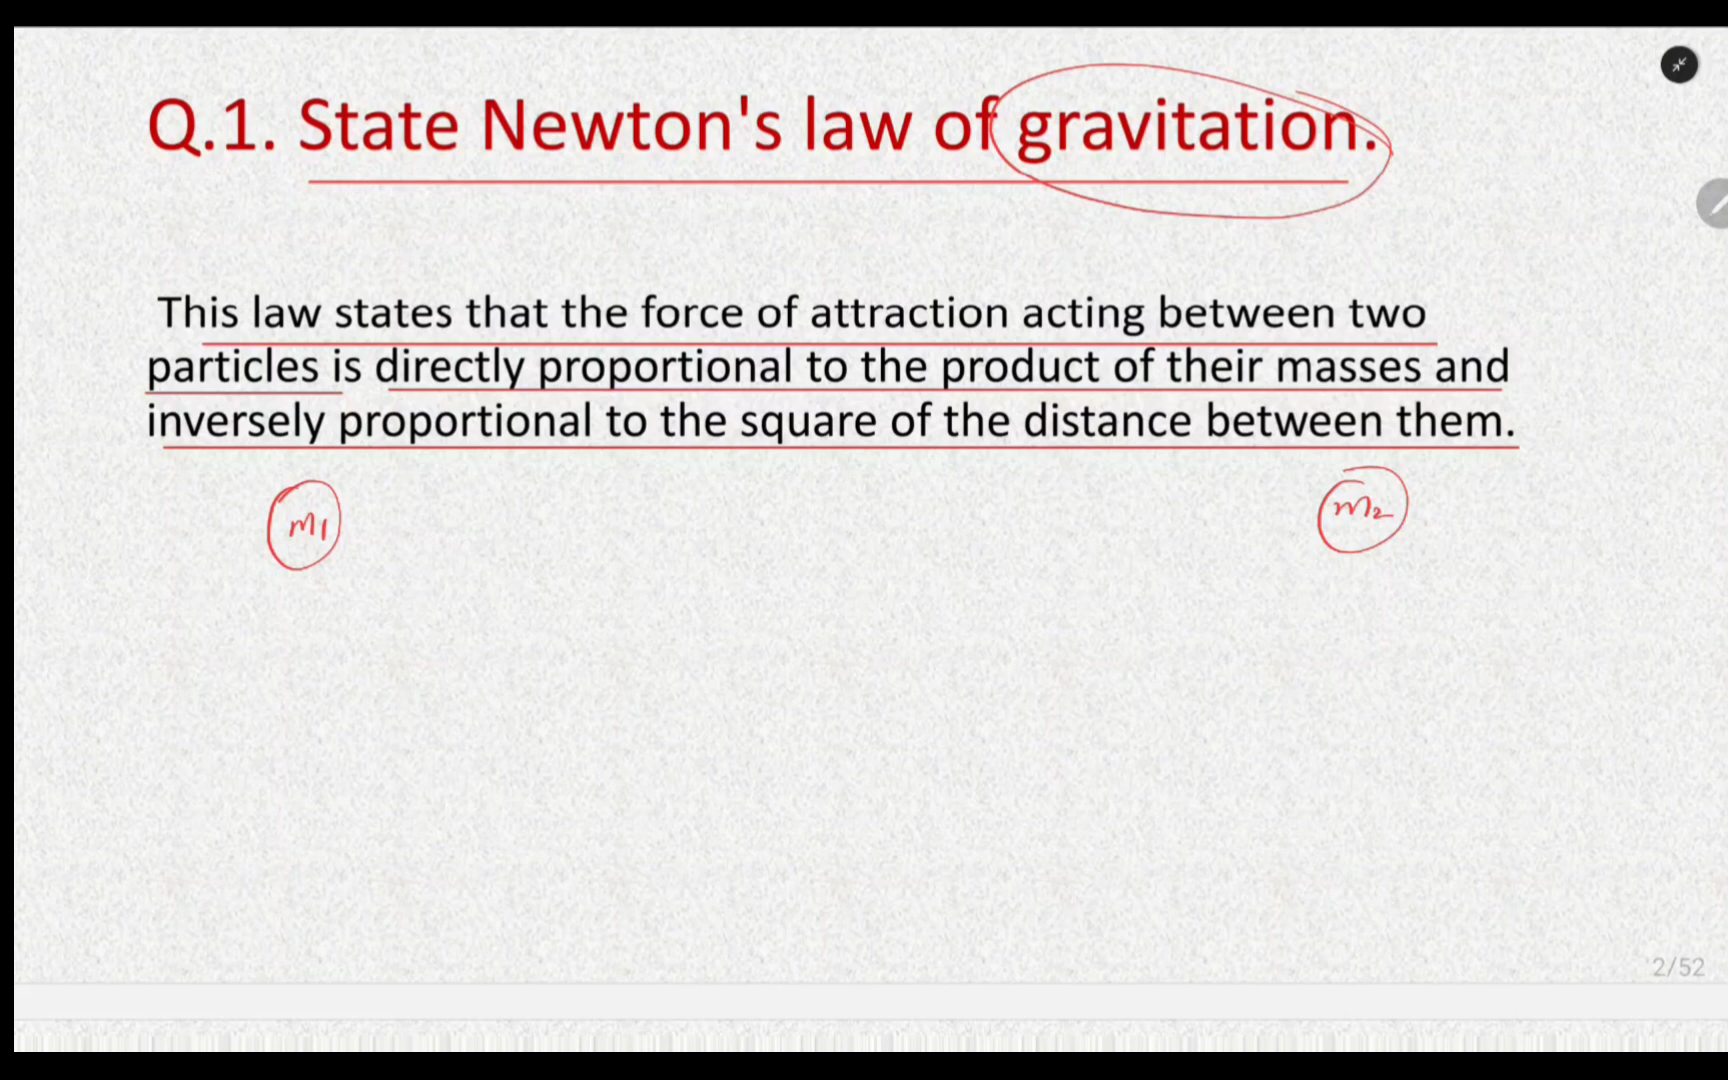 Q.1. State Newton's law of gravitation.
This law states that the force of attraction acting between two
particles is directly proportional to the product of their masses and
inversely proportional to the square of the distance between them.
m1 m2
2/52